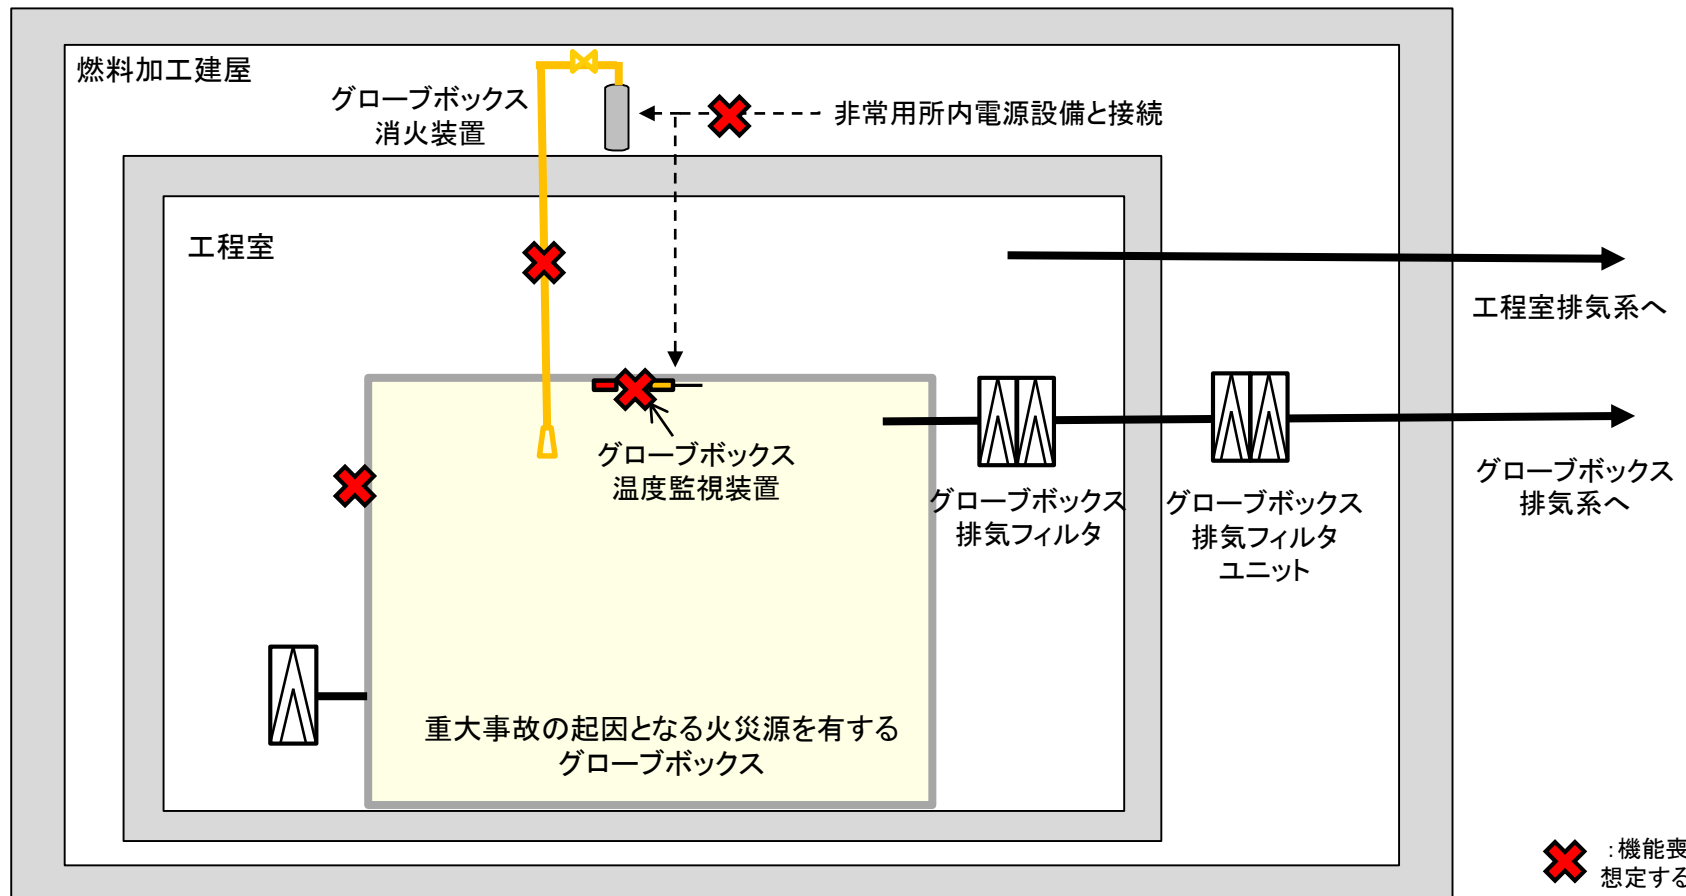 燃料加工建屋
グローブボックス
消火装置
非常用所内電源設備と接続
工程室
工程室排気系へ
グローブボックス
温度監視装置
グローブボックス
排気フィルタ
グローブボックス
排気フィルタ
ユニット
グローブボックス
排気系へ
重大事故の起因となる火災源を有する
グローブボックス
:機能喪
想定する